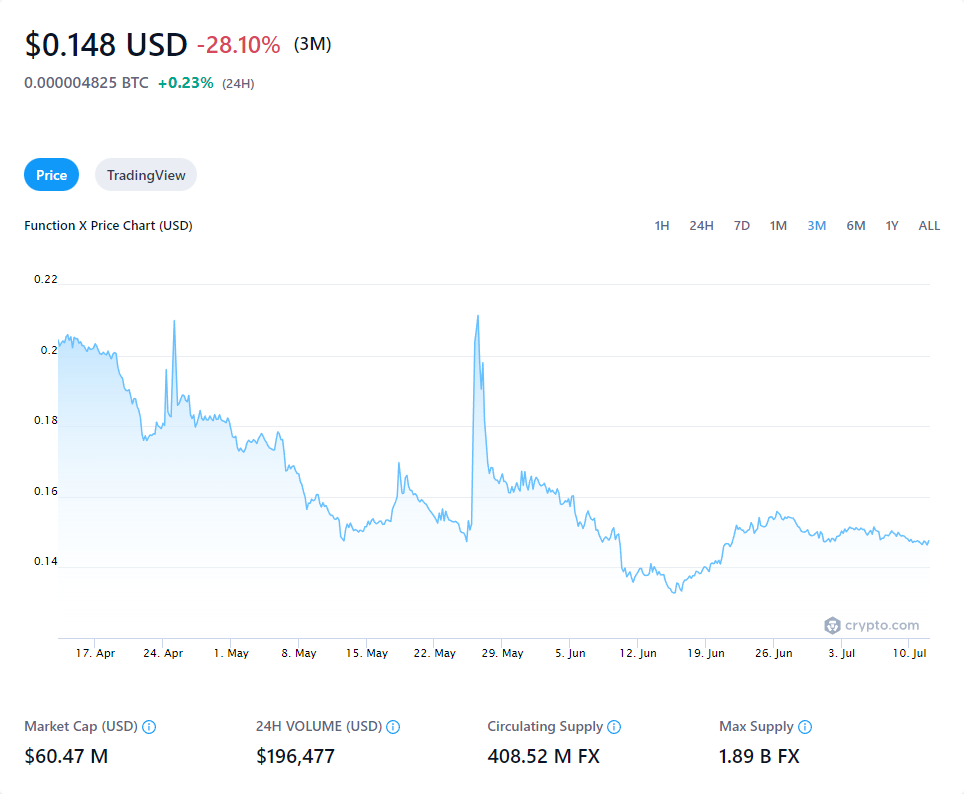 $0.148 USD -28.10% (3M)
0.000004825 BTC +0.23% (24H)
Price TradingView
Function X Price Chart (USD)
1H 24H 7D 1M 3M 6M 1Y ALL
0.22
0.2
0.18
0.16
0.14
crypto.com
17. Apr 24. Apr 1. May 8. May 15. May 22. May 29. May 5. Jun 12. Jun 19. Jun 26. Jun 3. Jul 10. Jul
Market Cap (USD) 24H VOLUME (USD) Circulating Supply Max Supply
$60.47 M $196,477 408.52 M FX 1.89 B FX